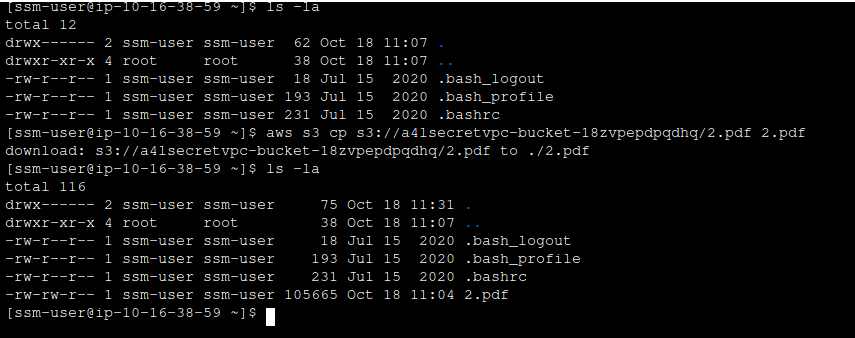 [ssm-user@ip-10-16-38-59 ~]$ ls -la
total 12
drwx------ 2 ssm-user ssm-user  62 Oct 18 11:07 .
drwxr-xr-x 4 root     root      38 Oct 18 11:07 ..
-rw-r--r-- 1 ssm-user ssm-user  18 Jul 15  2020 .bash_logout
-rw-r--r-- 1 ssm-user ssm-user 193 Jul 15  2020 .bash_profile
-rw-r--r-- 1 ssm-user ssm-user 231 Jul 15  2020 .bashrc
[ssm-user@ip-10-16-38-59 ~]$ aws s3 cp s3://a4lsecretvpc-bucket-18zvpepdpqdhq/2.pdf 2.pdf
download: s3://a4lsecretvpc-bucket-18zvpepdpqdhq/2.pdf to ./2.pdf
[ssm-user@ip-10-16-38-59 ~]$ ls -la
total 116
drwx------ 2 ssm-user ssm-user     75 Oct 18 11:31 .
drwxr-xr-x 4 root     root         38 Oct 18 11:07 ..
-rw-r--r-- 1 ssm-user ssm-user     18 Jul 15  2020 .bash_logout
-rw-r--r-- 1 ssm-user ssm-user    193 Jul 15  2020 .bash_profile
-rw-r--r-- 1 ssm-user ssm-user    231 Jul 15  2020 .bashrc
-rw-rw-r-- 1 ssm-user ssm-user 105665 Oct 18 11:04 2.pdf
[ssm-user@ip-10-16-38-59 ~]$